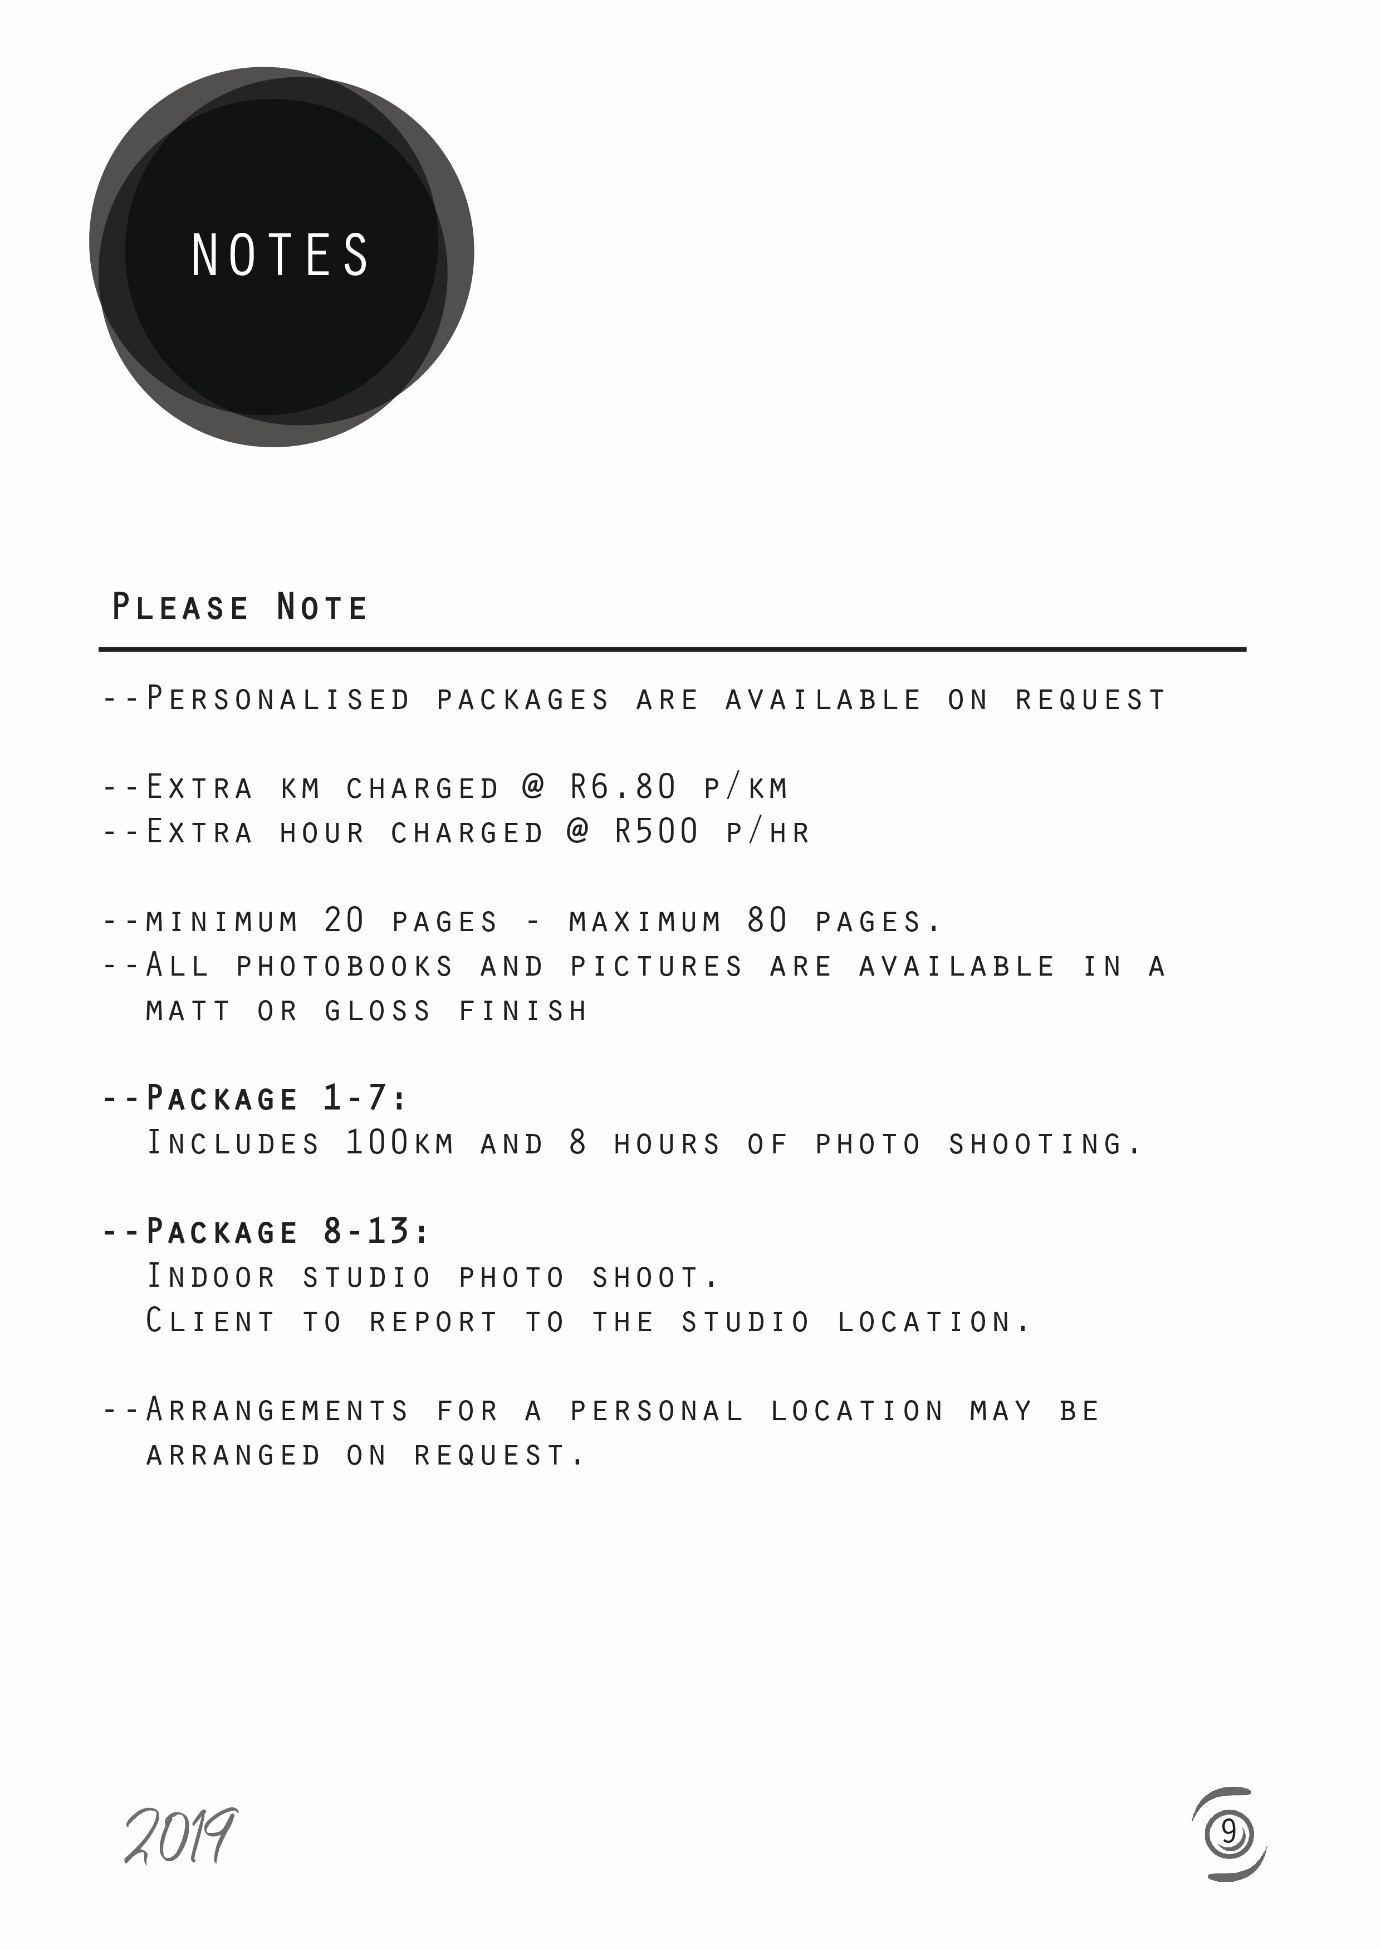 NOTES
Please Note
--Personalised packages are available on request
--Extra km charged @ R6.80 p/km
--Extra hour charged @ R500 p/hr
--minimum 20 pages - maximum 80 pages.
--All photobooks and pictures are available in a
matt or gloss finish
--Package 1-7:
Includes 100km and 8 hours of photo shooting.
--Package 8-13:
Indoor studio photo shoot.
Client to report to the studio location.
--Arrangements for a personal location may be
arranged on request.
2019
9